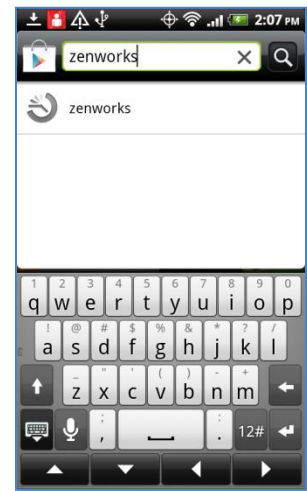 2:07 PM
zenworks
zenworks
1 2 3 4 5 6 7 8 9 0
q w e r t y u i o p
! @ # $ % & * ? /
a s d f g h j k l
_ " ' ( ) - +
z x c v b n m
; :
, . 12#